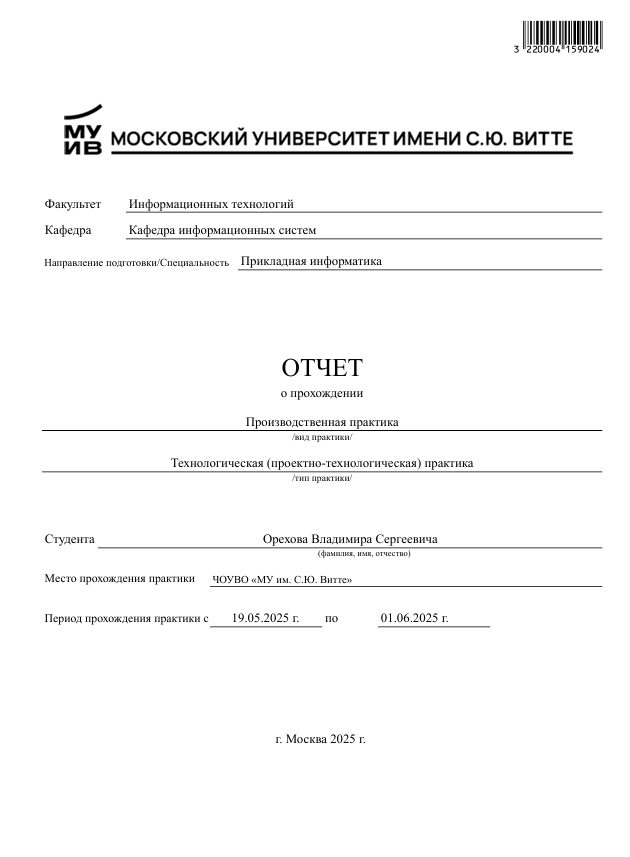 3 220004 159024
МУ ИВ МОСКОВСКИЙ УНИВЕРСИТЕТ ИМЕНИ С.Ю. ВИТТЕ
Факультет Информационных технологий
Кафедра Кафедра информационных систем
Направление подготовки/Специальность Прикладная информатика
ОТЧЕТ
о прохождении
Производственная практика
/вид практики/
Технологическая (проектно-технологическая) практика
/тип практики/
Студента Орехова Владимира Сергеевича
(фамилия, имя, отчество)
Место прохождения практики ЧОУВО «МУ им. С.Ю. Витте»
Период прохождения практики с 19.05.2025 г. по 01.06.2025 г.
г. Москва 2025 г.